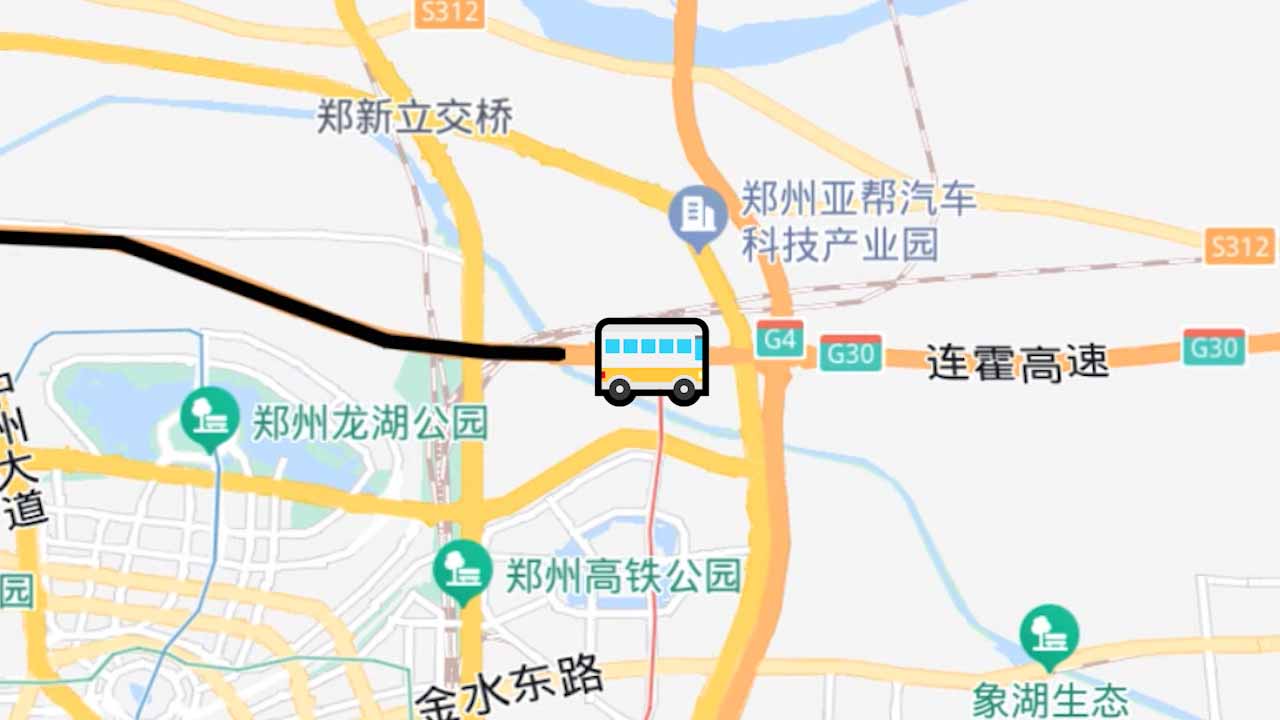 S312
郑新立交桥
郑州亚帮汽车
科技产业园
S312
G4
G30
连霍高速
G30
州大道
郑州龙湖公园
郑州高铁公园
园
金水东路
象湖生态